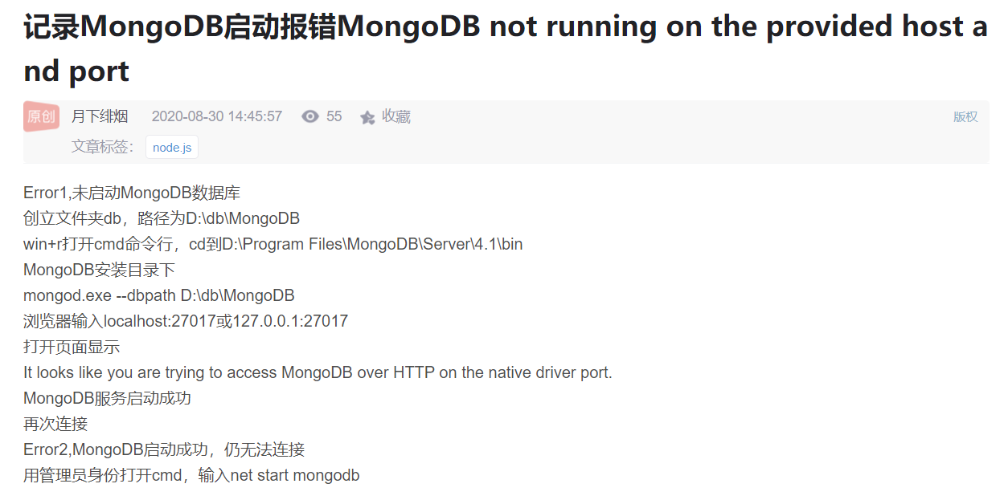 记录MongoDB启动报错MongoDB not running on the provided host a
nd port
原创 月下绯烟 2020-08-30 14:45:57 55 收藏 版权
文章标签： node.js
Error1,未启动MongoDB数据库
创立文件夹db，路径为D:\db\MongoDB
win+r打开cmd命令行，cd到D:\Program Files\MongoDB\Server\4.1\bin
MongoDB安装目录下
mongod.exe --dbpath D:\db\MongoDB
浏览器输入localhost:27017或127.0.0.1:27017
打开页面显示
It looks like you are trying to access MongoDB over HTTP on the native driver port.
MongoDB服务启动成功
再次连接
Error2,MongoDB启动成功，仍无法连接
用管理员身份打开cmd，输入net start mongodb